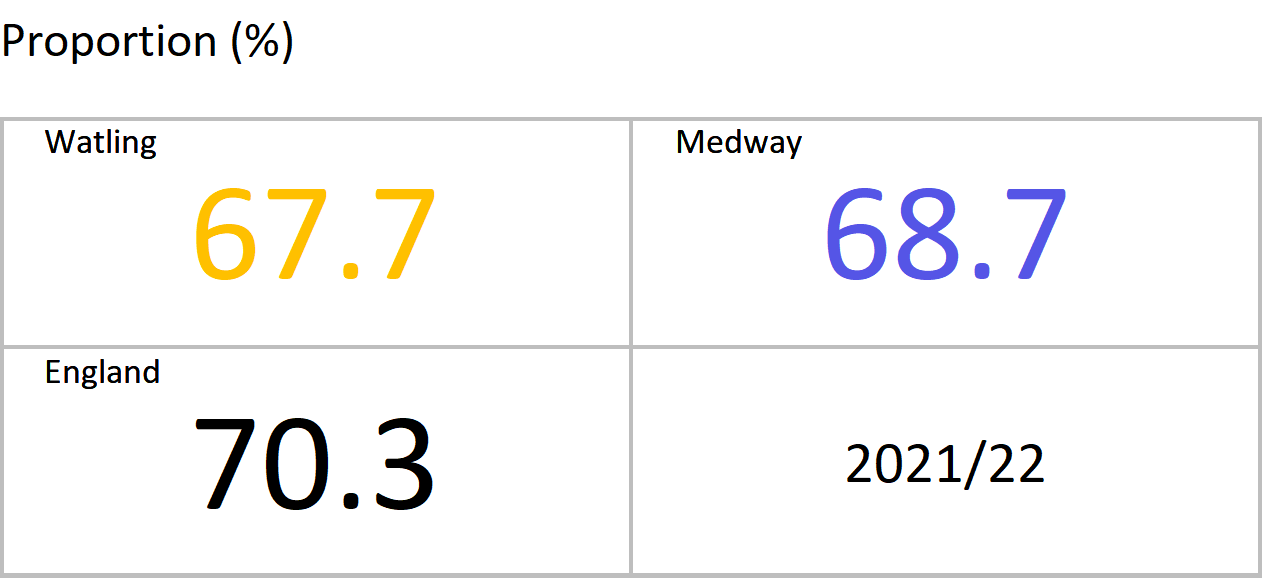 Proportion (%)
Watling
67.7
Medway
68.7
England
70.3
2021/22